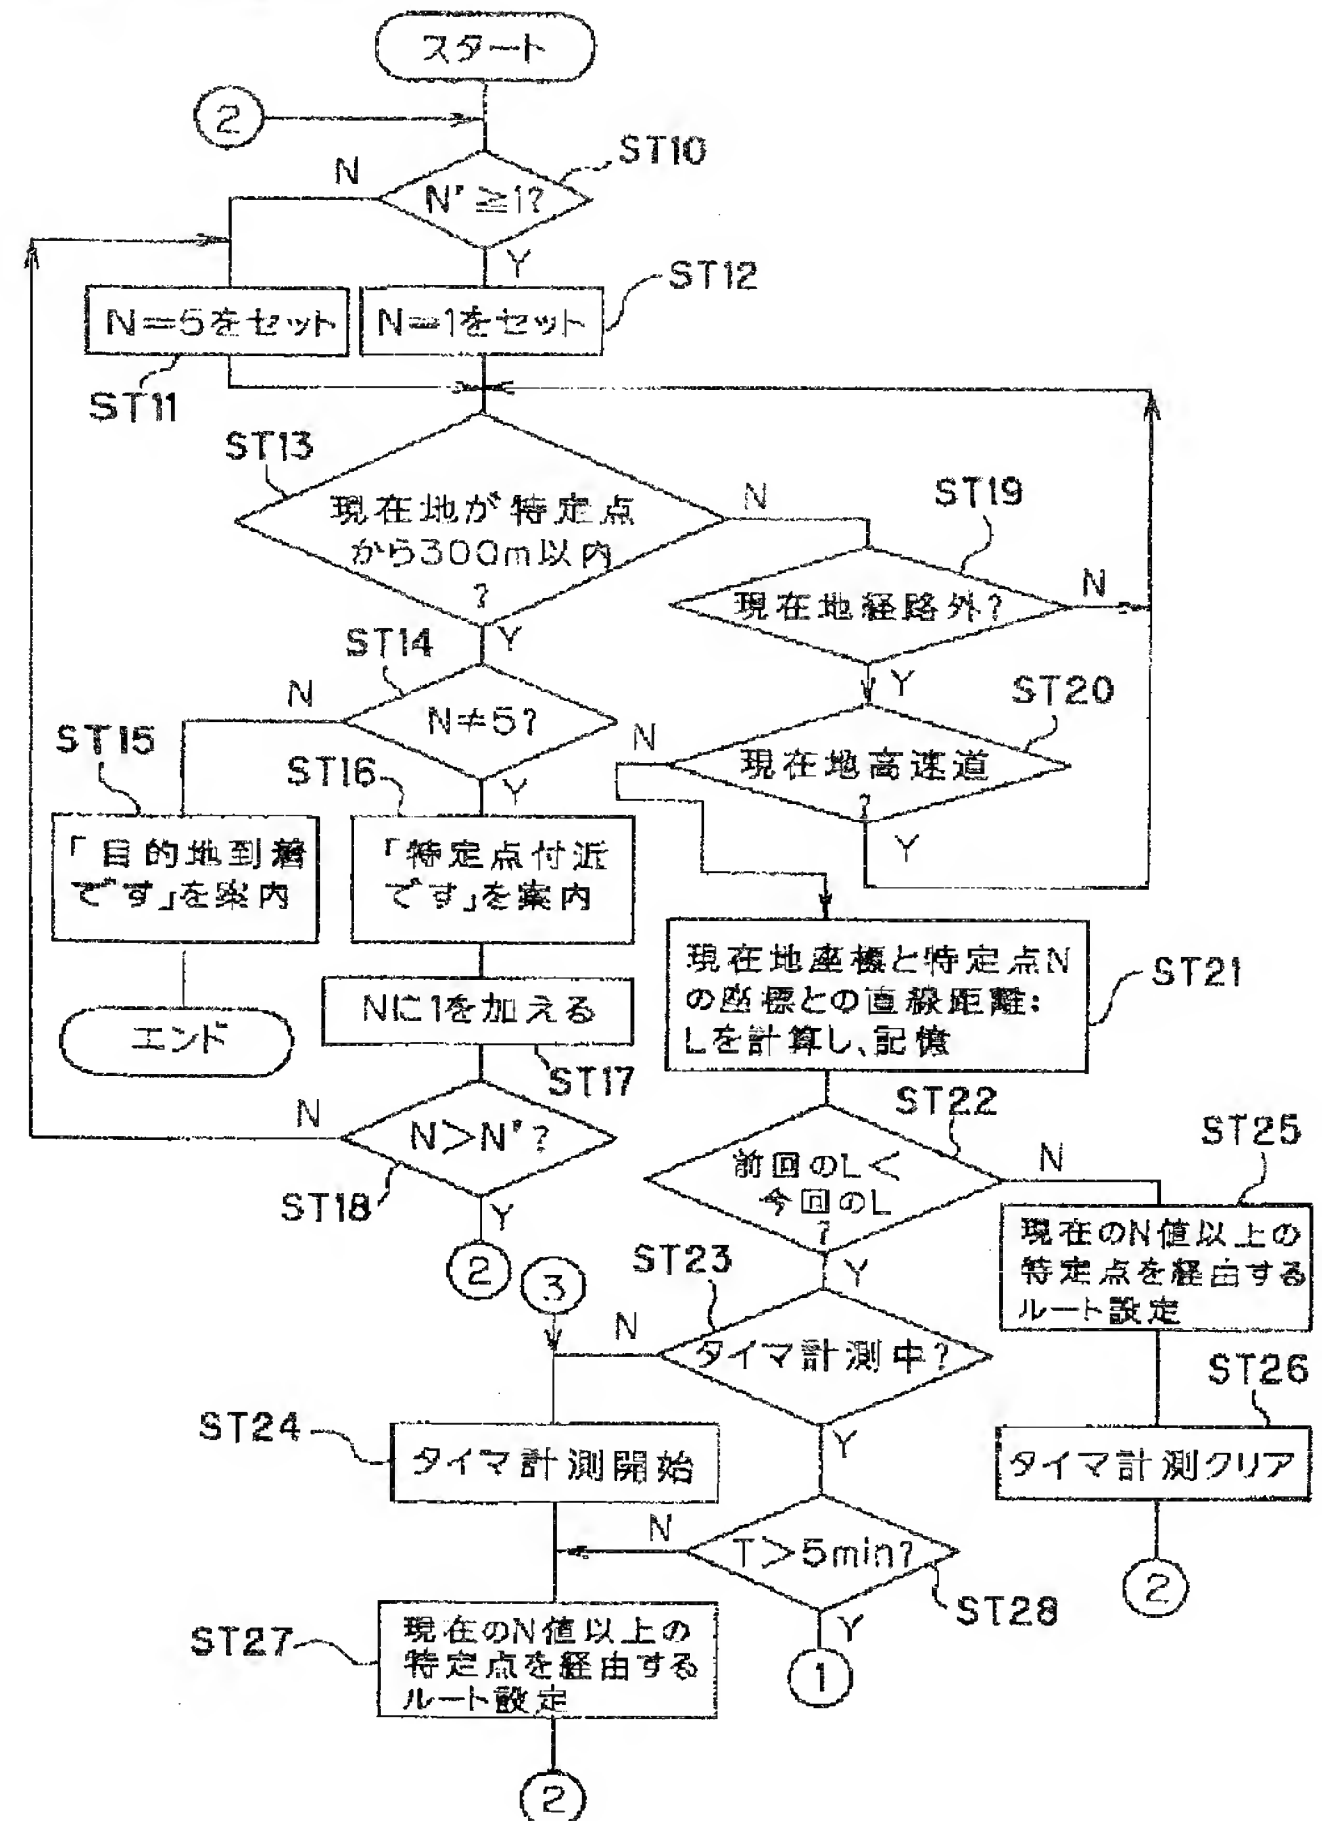 スタート
2
ST10
N
N'≧1?
Y
ST12
N=5をセット
N=1をセット
ST11
ST13
現在地が特定点
から300m以内
?
N
ST19
現在地経路外?
N
Y
ST14
Y
ST20
N
N≠5?
N
現在地高速道
?
ST15
ST16
Y
Y
「目的地到着
です」を案内
「特定点付近
です」を案内
現在地座標と特定点N
の座標との直線距離:
Lを計算し、記憶
ST21
Nに1を加える
エンド
ST17
ST22
N
N>N'?
ST18
Y
2
前回のL<
今回のL
?
N
ST25
現在のN値以上の
特定点を経由する
ルート設定
ST23
Y
3
N
タイマ計測中?
ST26
ST24
タイマ計測開始
Y
タイマ計測クリア
N
T>5min?
2
ST28
ST27
現在のN値以上の
特定点を経由する
ルート設定
Y
1
2